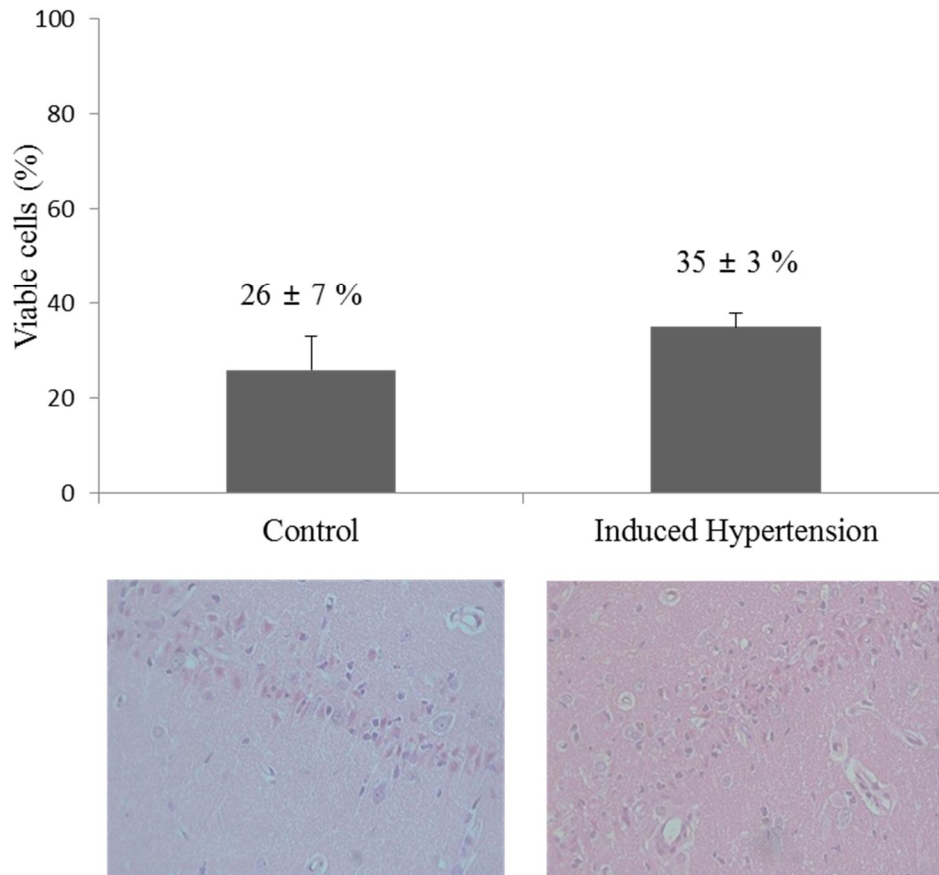 100
80
60
40
20
0
Viable cells (%)
26 ± 7 %
35 ± 3 %
Control
Induced Hypertension